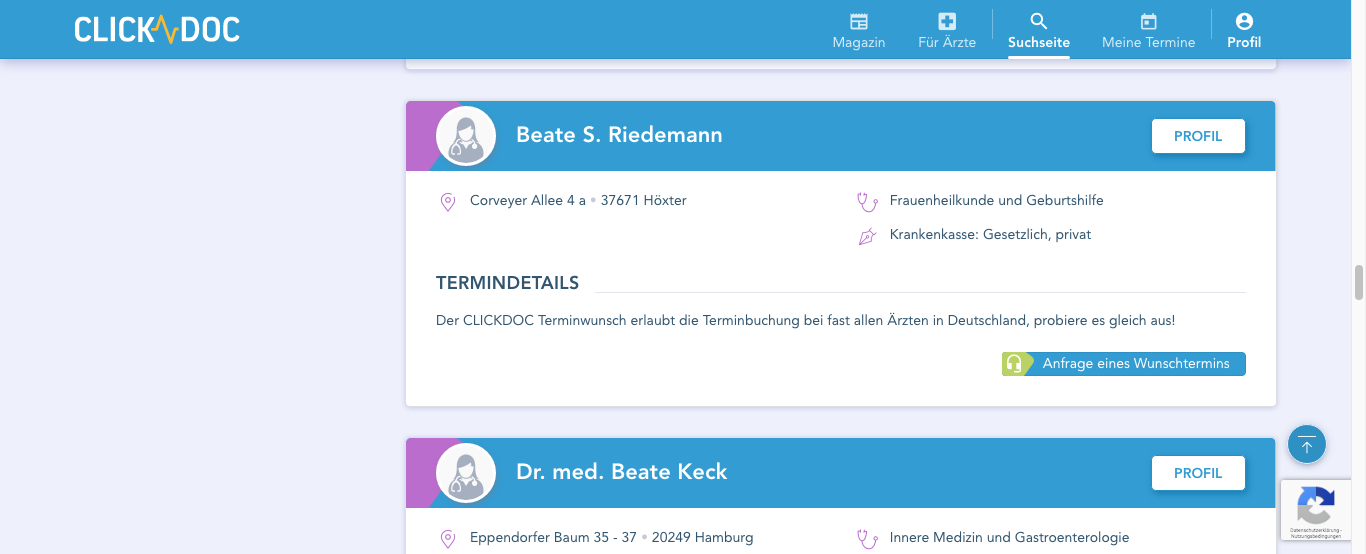 CLICK DOC
Magazin
Für Ärzte
Suchseite
Meine Termine
Profil
Beate S. Riedemann
PROFIL
Corveyer Allee 4 a • 37671 Höxter
Frauenheilkunde und Geburtshilfe
Krankenkasse: Gesetzlich, privat
TERMINDETAILS
Der CLICKDOC Terminwunsch erlaubt die Terminbuchung bei fast allen Ärzten in Deutschland, probiere es gleich aus!
Anfrage eines Wunschtermins
Dr. med. Beate Keck
PROFIL
Eppendorfer Baum 35 - 37 • 20249 Hamburg
Innere Medizin und Gastroenterologie
Datenschutzerklärung -
Nutzungsbedingungen